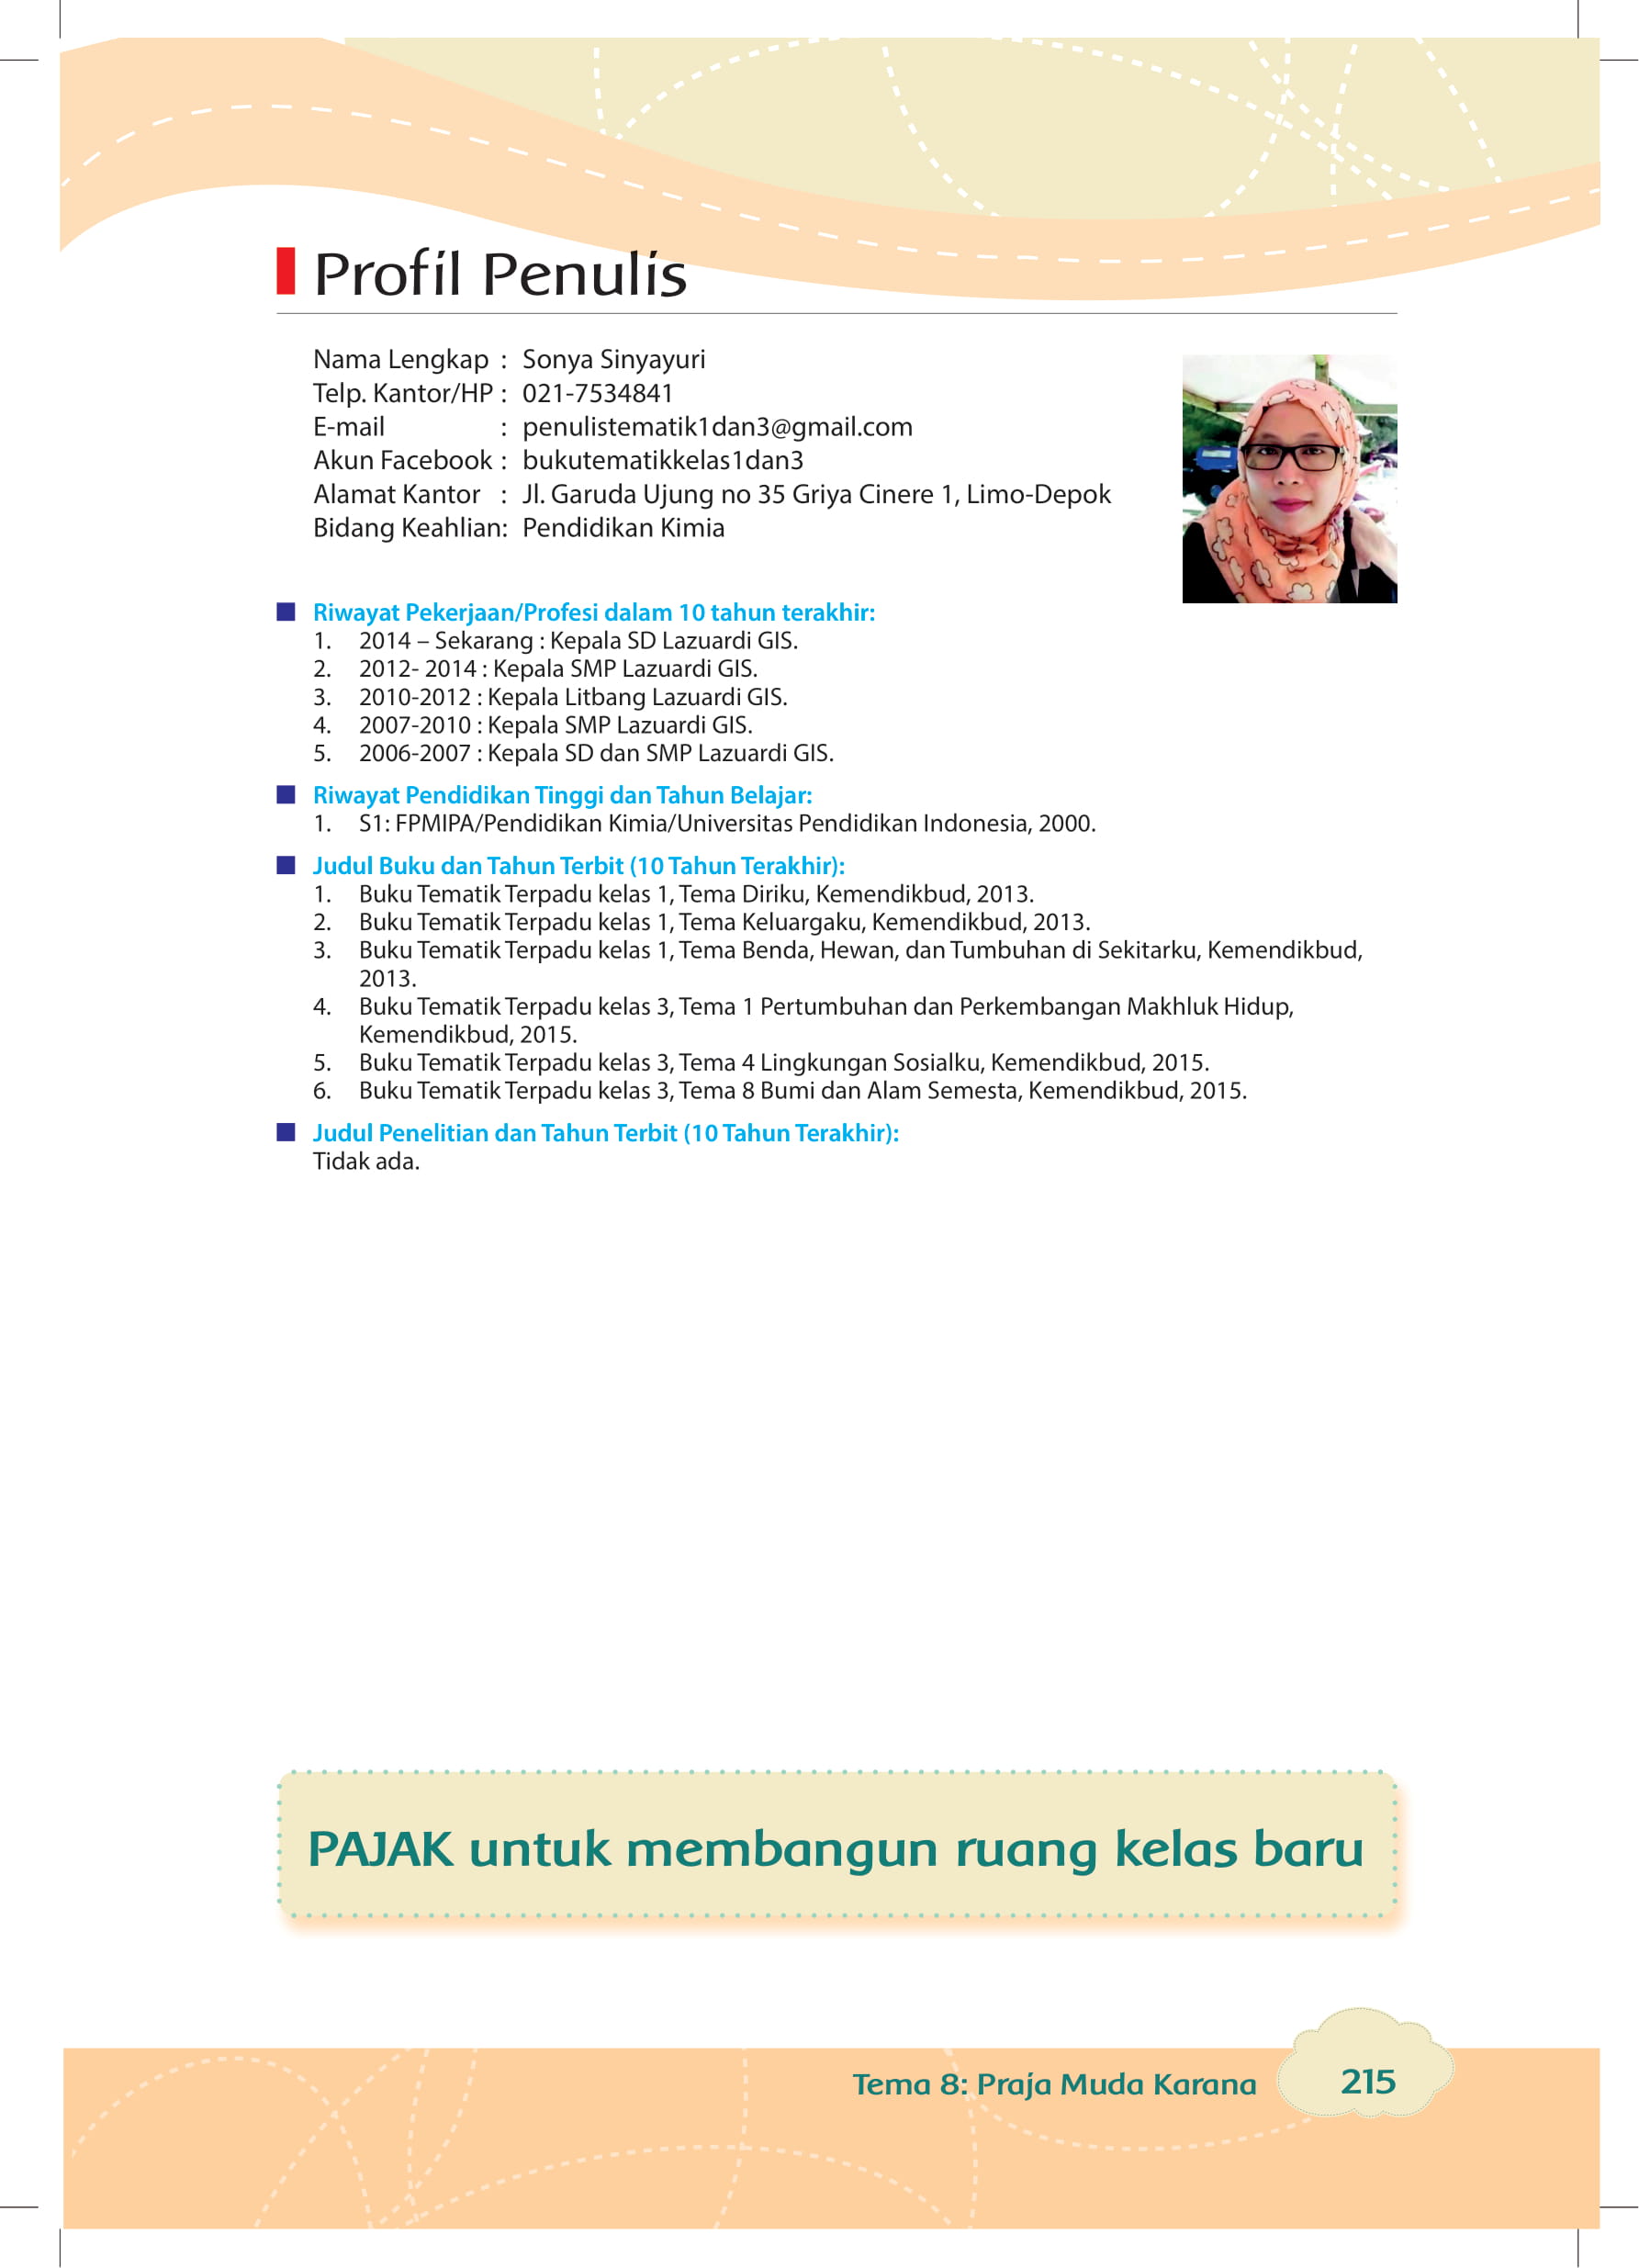 Profil Penulis
Nama Lengkap : Sonya Sinyayuri
Telp. Kantor/HP : 021-7534841
E-mail : penulistematik1dan3@gmail.com
Akun Facebook : bukutematikkelas1dan3
Alamat Kantor : Jl. Garuda Ujung no 35 Griya Cinere 1, Limo-Depok
Bidang Keahlian: Pendidikan Kimia
Riwayat Pekerjaan/Profesi dalam 10 tahun terakhir:
1. 2014 – Sekarang : Kepala SD Lazuardi GIS.
2. 2012- 2014 : Kepala SMP Lazuardi GIS.
3. 2010-2012 : Kepala Litbang Lazuardi GIS.
4. 2007-2010 : Kepala SMP Lazuardi GIS.
5. 2006-2007 : Kepala SD dan SMP Lazuardi GIS.
Riwayat Pendidikan Tinggi dan Tahun Belajar:
1. S1: FPMIPA/Pendidikan Kimia/Universitas Pendidikan Indonesia, 2000.
Judul Buku dan Tahun Terbit (10 Tahun Terakhir):
1. Buku Tematik Terpadu kelas 1, Tema Diriku, Kemendikbud, 2013.
2. Buku Tematik Terpadu kelas 1, Tema Keluargaku, Kemendikbud, 2013.
3. Buku Tematik Terpadu kelas 1, Tema Benda, Hewan, dan Tumbuhan di Sekitarku, Kemendikbud,
2013.
4. Buku Tematik Terpadu kelas 3, Tema 1 Pertumbuhan dan Perkembangan Makhluk Hidup,
Kemendikbud, 2015.
5. Buku Tematik Terpadu kelas 3, Tema 4 Lingkungan Sosialku, Kemendikbud, 2015.
6. Buku Tematik Terpadu kelas 3, Tema 8 Bumi dan Alam Semesta, Kemendikbud, 2015.
Judul Penelitian dan Tahun Terbit (10 Tahun Terakhir):
Tidak ada.
PAJAK untuk membangun ruang kelas baru
Tema 8: Praja Muda Karana 215